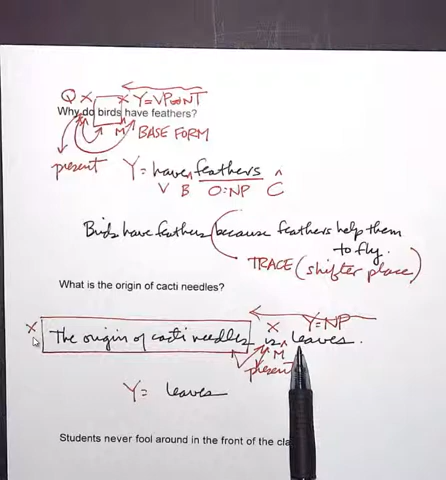 Q X X Y=VP
Why do birds have feathers?
M BASE FORM
present
Y= have, feathers
V B O:NP C
Birds have feathers (because feathers help them
to fly.
TRACE (shifter place)
What is the origin of cacti needles?
X X Y=NP
The origin of cacti needles is leaves.
M
present
Y= leaves
Students never fool around in the front of the cla